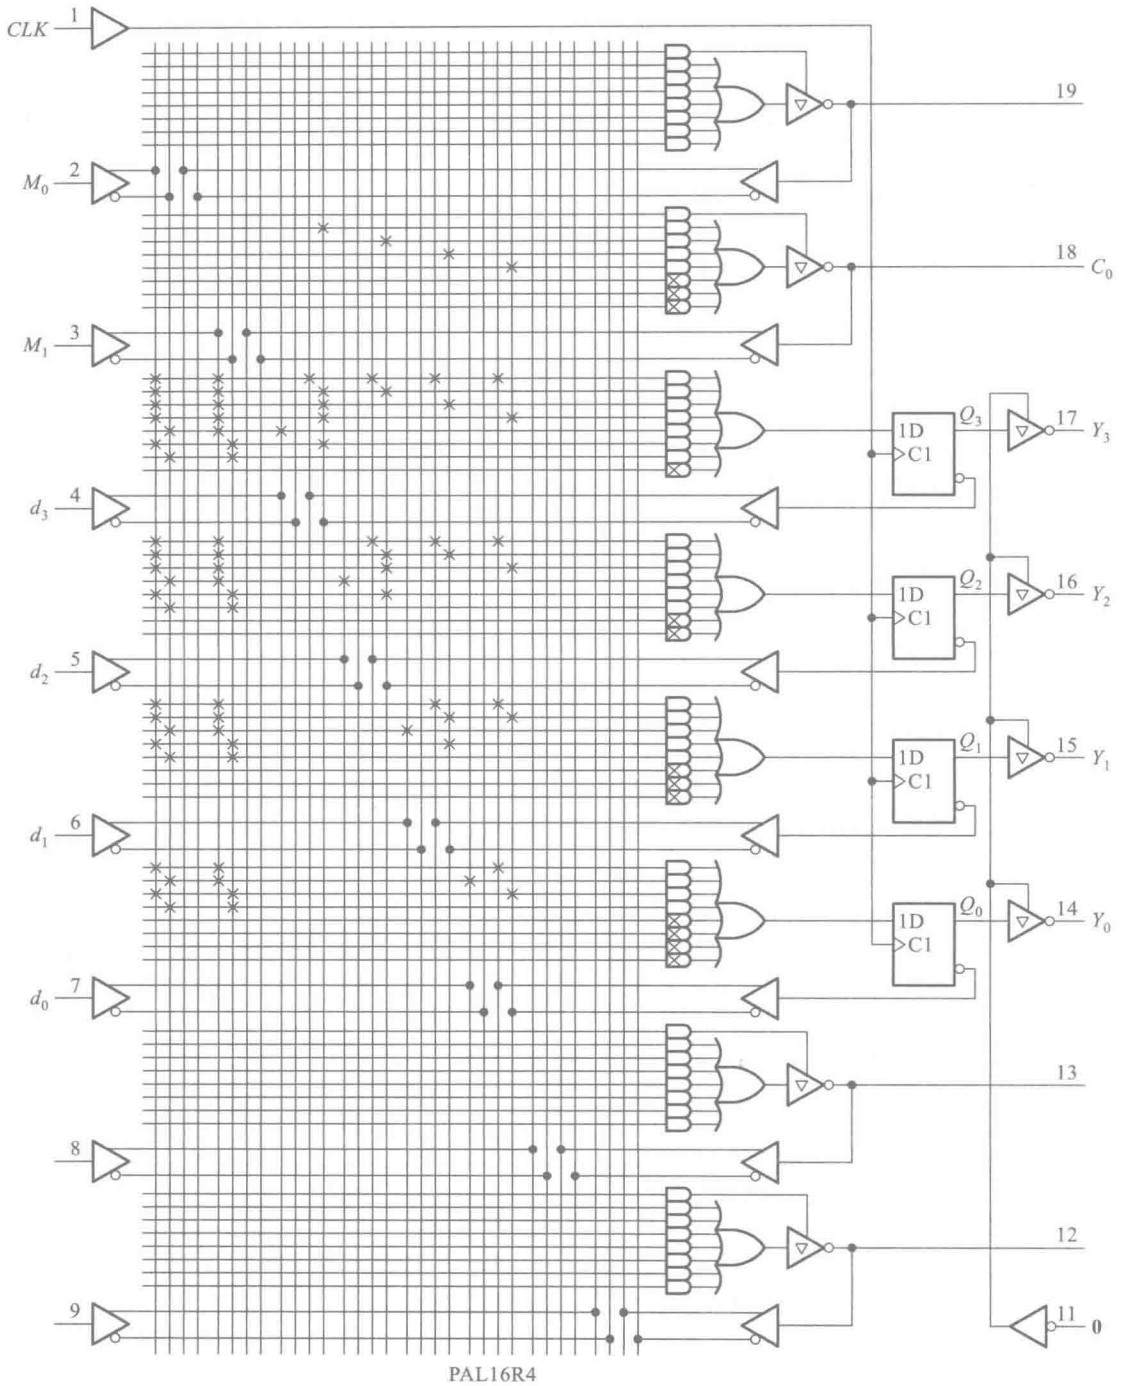 CLK 1
19
2
M₀
18 C₀
3
M₁
1D Q₃ 17 Y₃
C1
4
d₃
1D Q₂ 16 Y₂
C1
5
d₂
1D Q₁ 15 Y₁
C1
6
d₁
1D Q₀ 14 Y₀
C1
7
d₀
13
8
12
9
11 0
PAL16R4